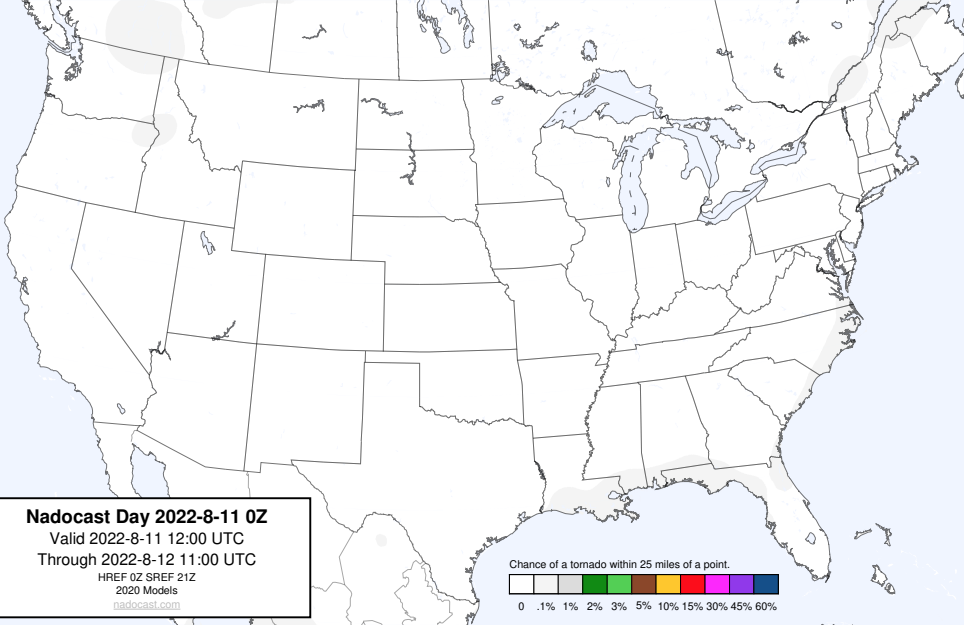 Nadocast Day 2022-8-11 0Z
Valid 2022-8-11 12:00 UTC
Through 2022-8-12 11:00 UTC
HREF 0Z SREF 21Z
2020 Models
nadocast.com
Chance of a tornado within 25 miles of a point.
0 .1% 1% 2% 3% 5% 10% 15% 30% 45% 60%